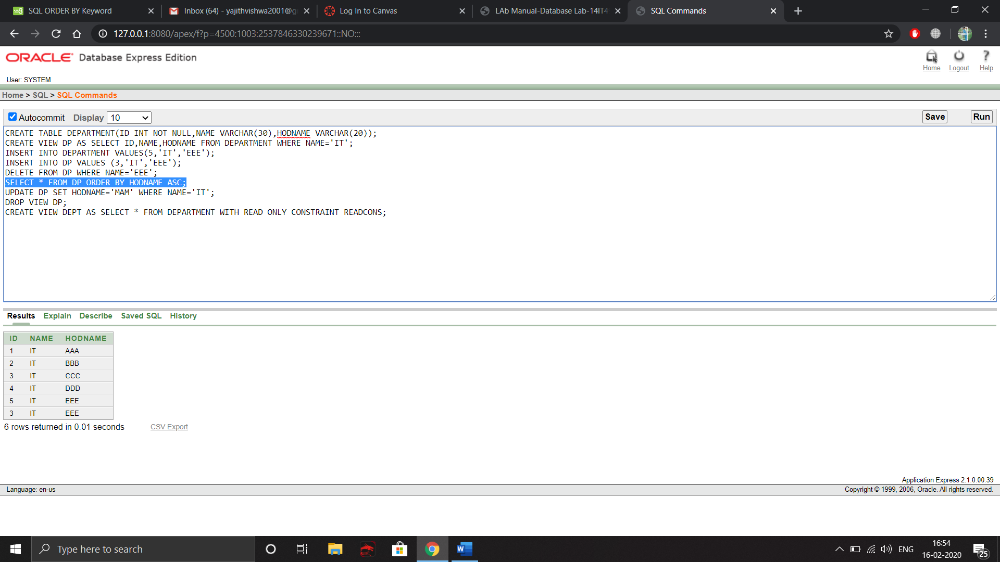 SQL ORDER BY Keyword
Inbox (64) - yajithvishwa2001@g
Log In to Canvas
LAb Manual-Database Lab-14IT4
SQL Commands
127.0.0.1:8080/apex/f?p=4500:1003:2537846330239671::NO:::
ORACLE Database Express Edition
Home Logout Help
User: SYSTEM
Home > SQL > SQL Commands
Autocommit Display 10 Save Run
CREATE TABLE DEPARTMENT(ID INT NOT NULL,NAME VARCHAR(30),HODNAME VARCHAR(20));
CREATE VIEW DP AS SELECT ID,NAME,HODNAME FROM DEPARTMENT WHERE NAME='IT';
INSERT INTO DEPARTMENT VALUES(5,'IT','EEE');
INSERT INTO DP VALUES (3,'IT','EEE');
DELETE FROM DP WHERE NAME='EEE';
SELECT * FROM DP ORDER BY HODNAME ASC;
UPDATE DP SET HODNAME='MAM' WHERE NAME='IT';
DROP VIEW DP;
CREATE VIEW DEPT AS SELECT * FROM DEPARTMENT WITH READ ONLY CONSTRAINT READCONS;
Results Explain Describe Saved SQL History
ID NAME HODNAME
1 IT AAA
2 IT BBB
3 IT CCC
4 IT DDD
5 IT EEE
3 IT EEE
6 rows returned in 0.01 seconds CSV Export
Application Express 2.1.0.00.39
Language: en-us Copyright © 1999, 2006, Oracle. All rights reserved.
Type here to search
ENG
16:54
16-02-2020
25